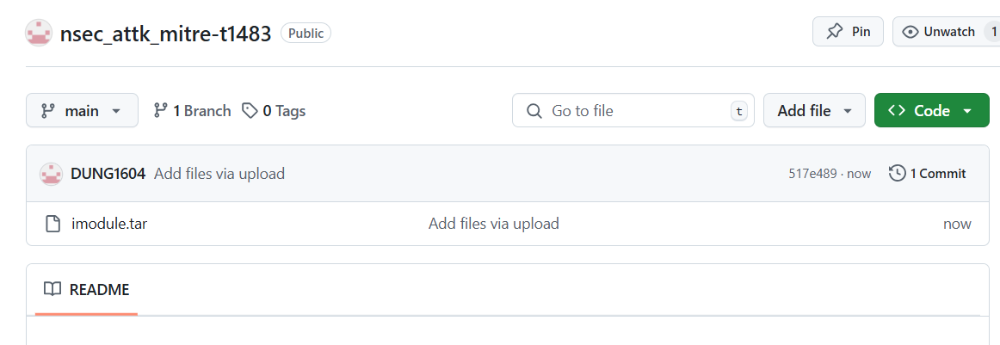 nsec_attk_mitre-t1483 Public Pin Unwatch 1
main 1 Branch 0 Tags Go to file t Add file Code
DUNG1604 Add files via upload 517e489 · now 1 Commit
imodule.tar Add files via upload now
README